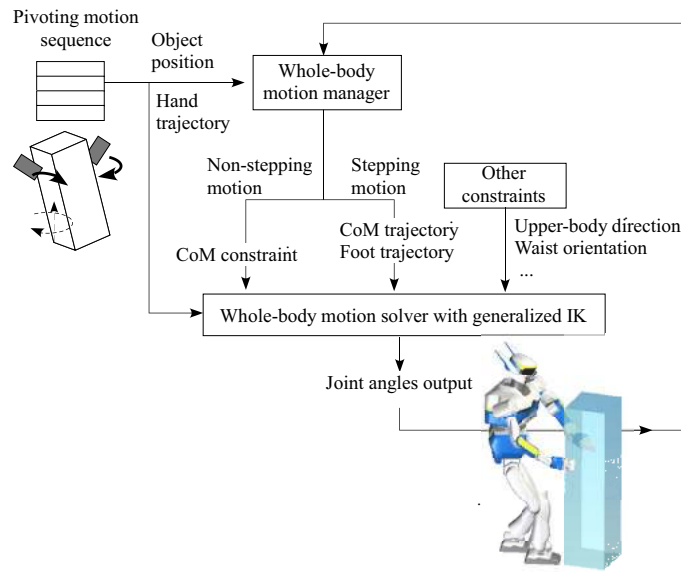 Pivoting motion
sequence
Object
position
Hand
trajectory
Whole-body
motion manager
Non-stepping
motion
Stepping
motion
Other
constraints
CoM constraint
CoM trajectory
Foot trajectory
Upper-body direction
Waist orientation
...
Whole-body motion solver with generalized IK
Joint angles output